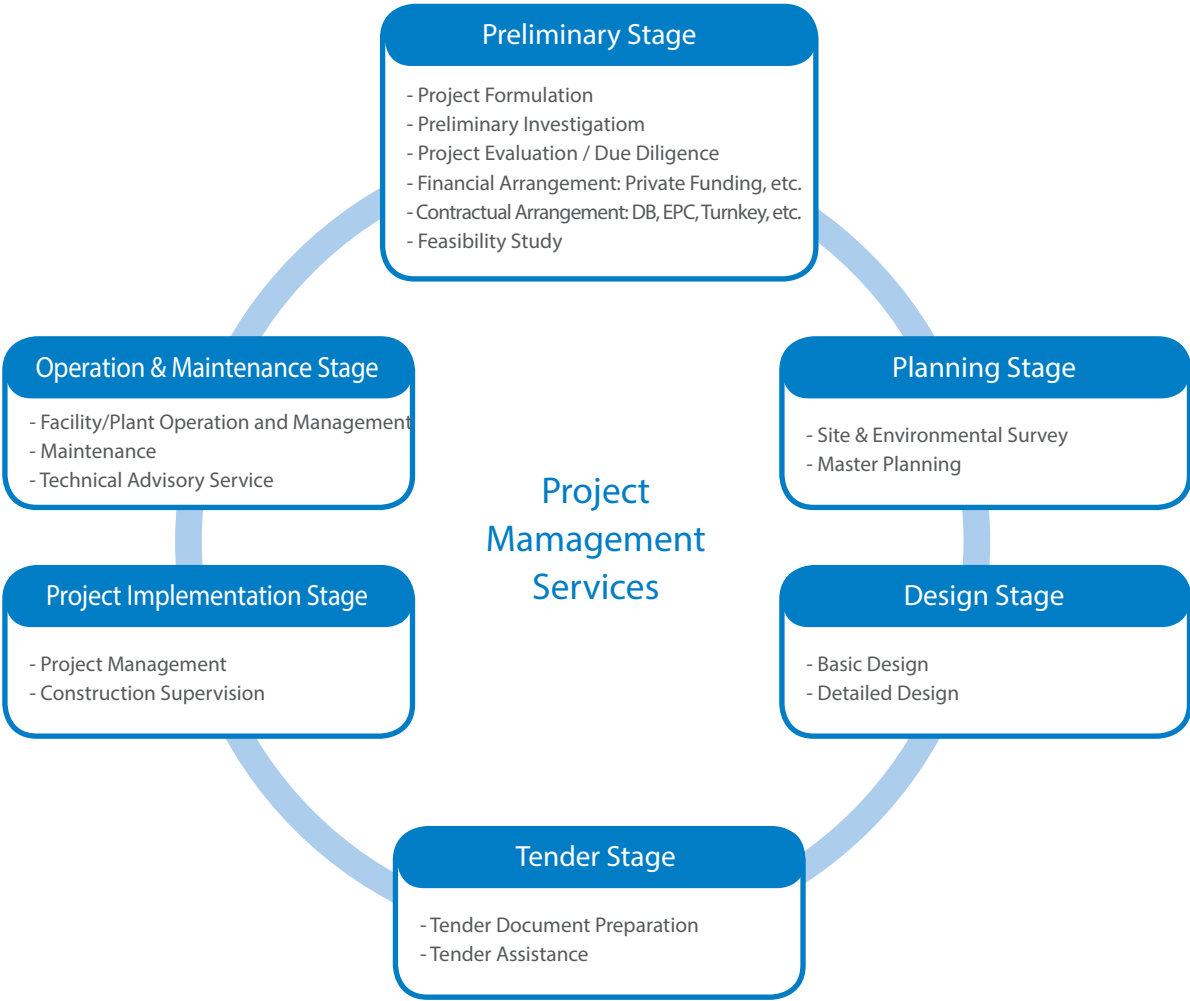 Preliminary Stage
- Project Formulation
- Preliminary Investigatiom
- Project Evaluation / Due Diligence
- Financial Arrangement: Private Funding, etc.
- Contractual Arrangement: DB, EPC, Turnkey, etc.
- Feasibility Study
Operation & Maintenance Stage
- Facility/Plant Operation and Management
- Maintenance
- Technical Advisory Service
Planning Stage
- Site & Environmental Survey
- Master Planning
Project
Mamagement
Services
Project Implementation Stage
- Project Management
- Construction Supervision
Design Stage
- Basic Design
- Detailed Design
Tender Stage
- Tender Document Preparation
- Tender Assistance